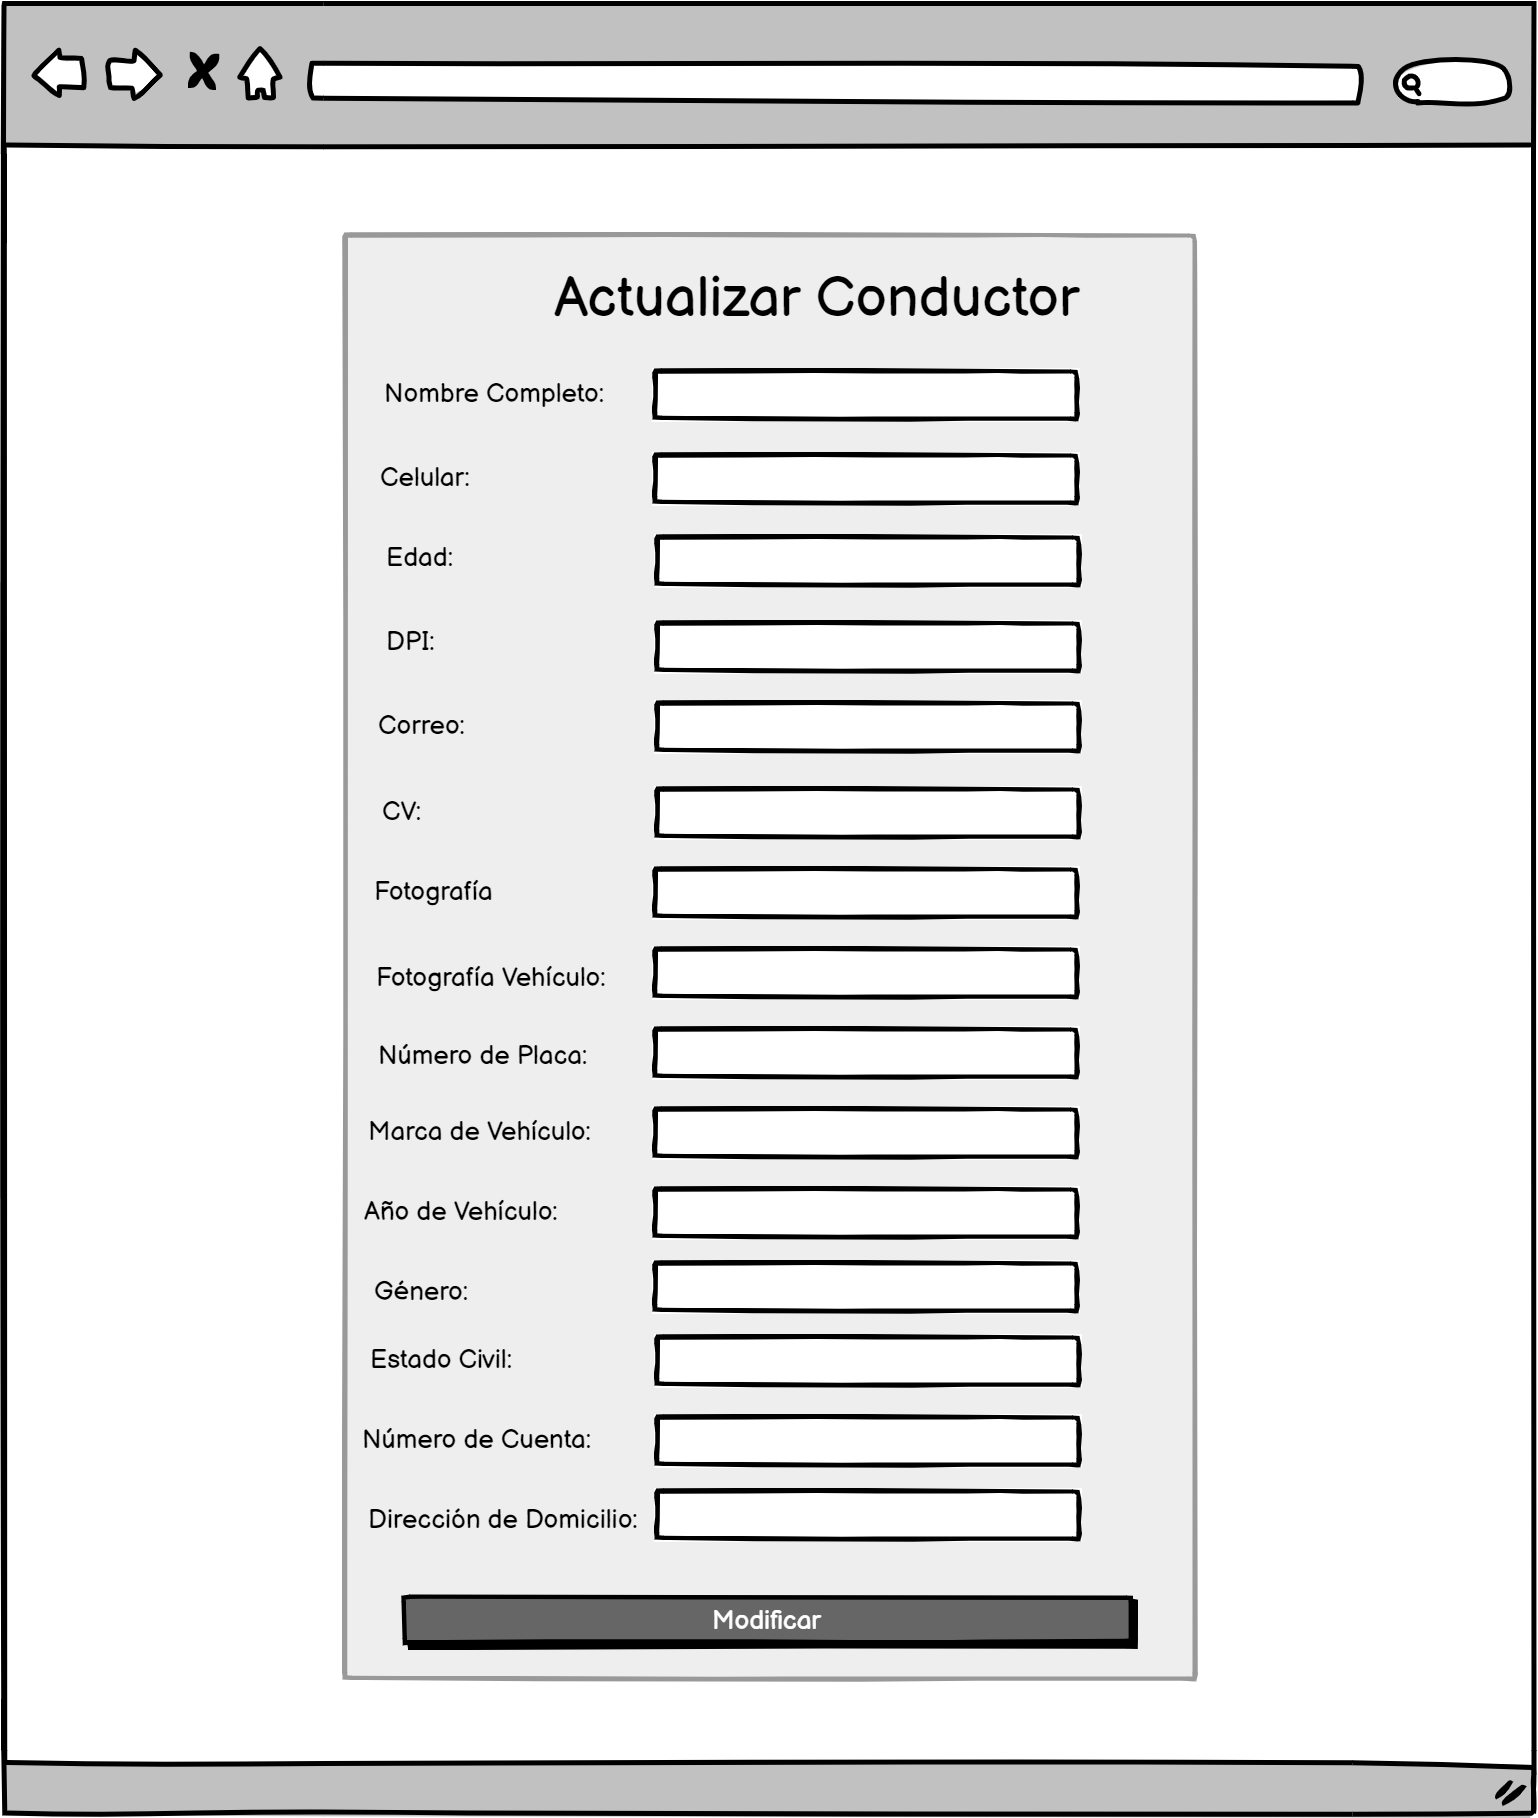 Actualizar Conductor
Nombre Completo:
Celular:
Edad:
DPI:
Correo:
CV:
Fotografía
Fotografía Vehículo:
Número de Placa:
Marca de Vehículo:
Año de Vehículo:
Género:
Estado Civil:
Número de Cuenta:
Dirección de Domicilio:
Modificar